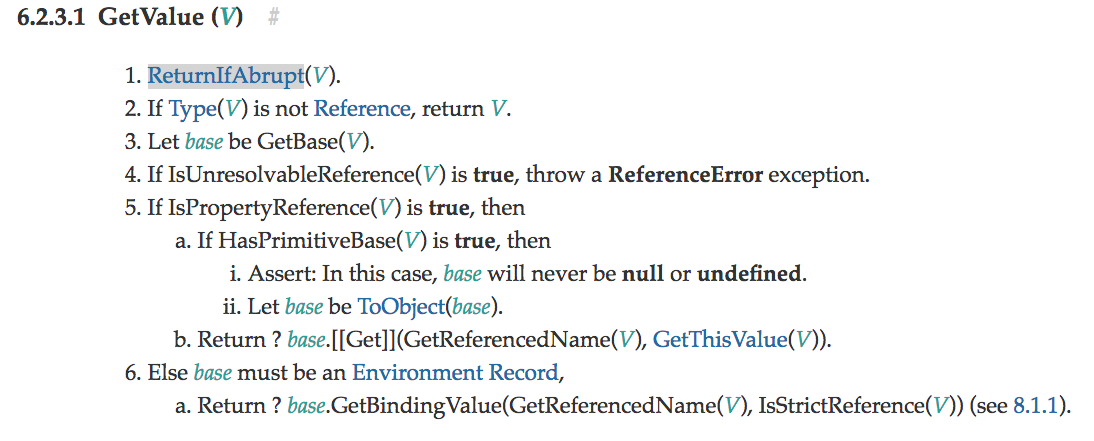 6.2.3.1 GetValue (V) #
1. ReturnIfAbrupt(V).
2. If Type(V) is not Reference, return V.
3. Let base be GetBase(V).
4. If IsUnresolvableReference(V) is true, throw a ReferenceError exception.
5. If IsPropertyReference(V) is true, then
a. If HasPrimitiveBase(V) is true, then
i. Assert: In this case, base will never be null or undefined.
ii. Let base be ToObject(base).
b. Return ? base.[[Get]](GetReferencedName(V), GetThisValue(V)).
6. Else base must be an Environment Record,
a. Return ? base.GetBindingValue(GetReferencedName(V), IsStrictReference(V)) (see 8.1.1).